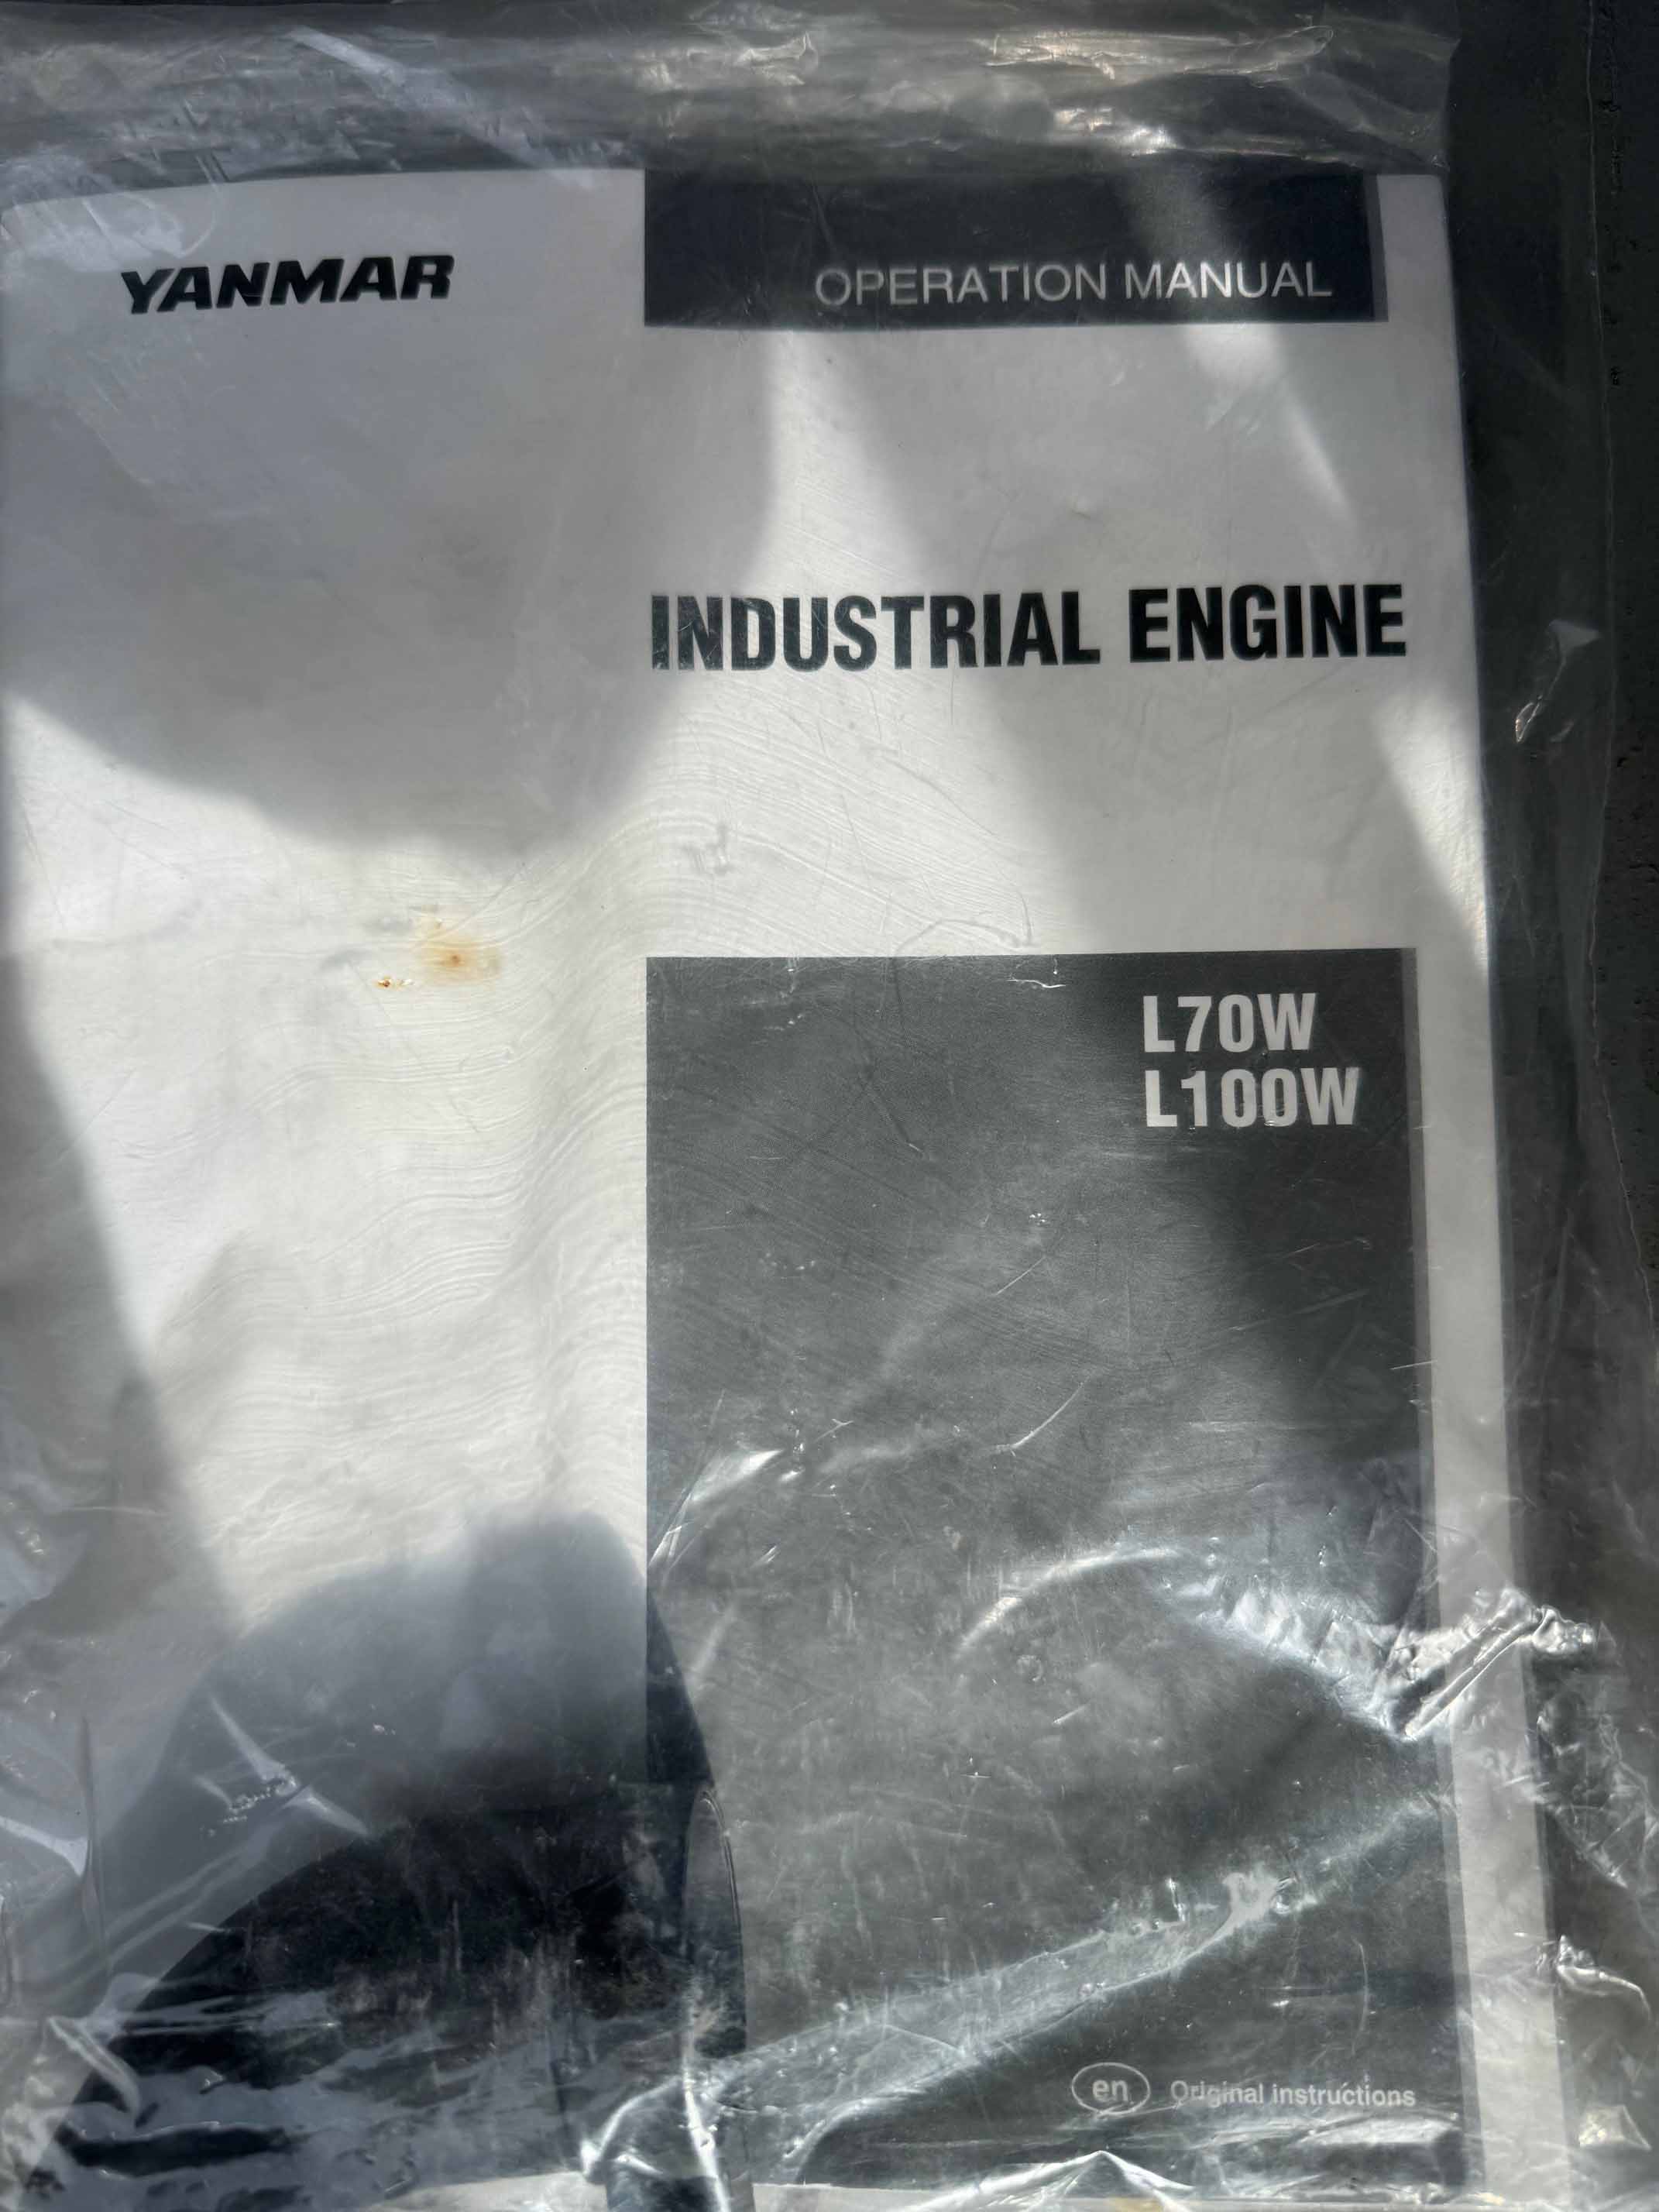 YANMAR
OPERATION MANUAL
INDUSTRIAL ENGINE
L70W
L100W
en Original instructions